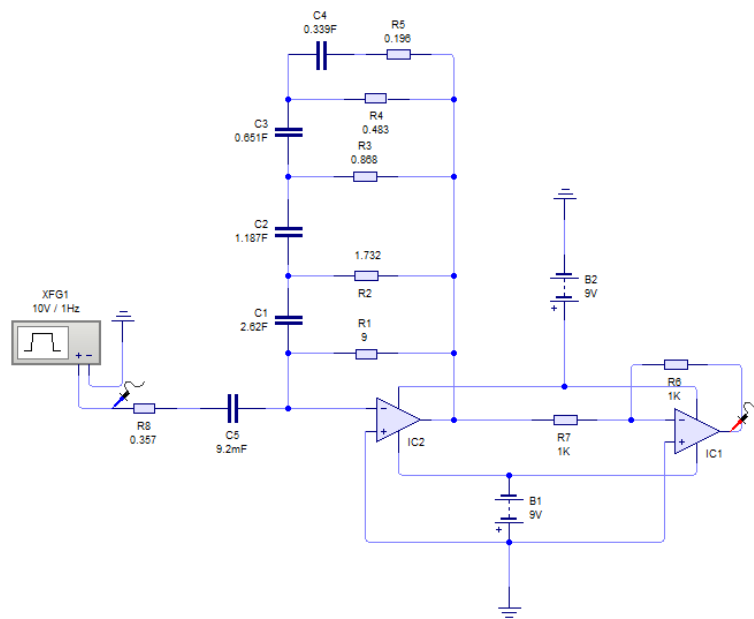 C4
0.339F
R5
0.196
C3
0.651F
R4
0.483
R3
0.868
C2
1.187F
1.732
R2
B2
9V
+
XFG1
10V / 1Hz
+ −
C1
2.62F
R1
9
R6
1K
R8
0.357
C5
9.2mF
−
+
IC2
R7
1K
−
+
IC1
B1
9V
+